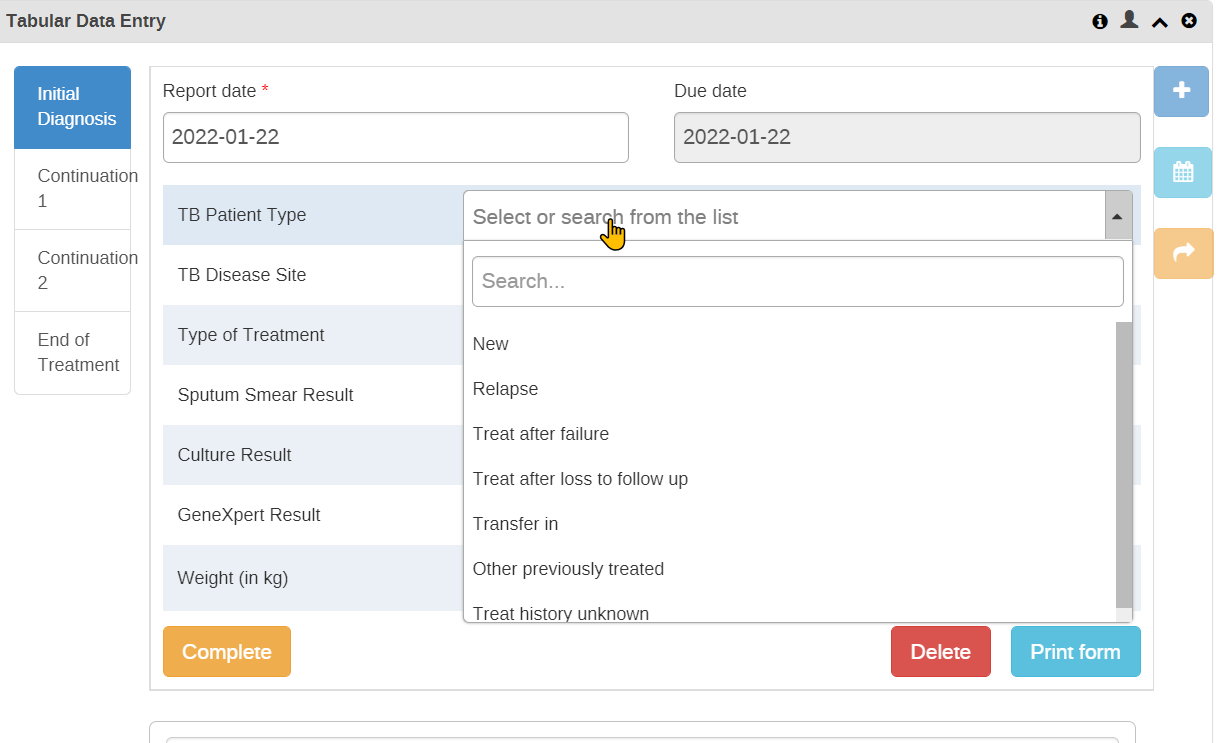 Tabular Data Entry
Initial
Diagnosis
Continuation
1
Continuation
2
End of
Treatment
Report date *
Due date
2022-01-22
2022-01-22
TB Patient Type
Select or search from the list
Search...
New
Relapse
Treat after failure
Treat after loss to follow up
Transfer in
Other previously treated
Treat history unknown
TB Disease Site
Type of Treatment
Sputum Smear Result
Culture Result
GeneXpert Result
Weight (in kg)
Complete
Delete
Print form